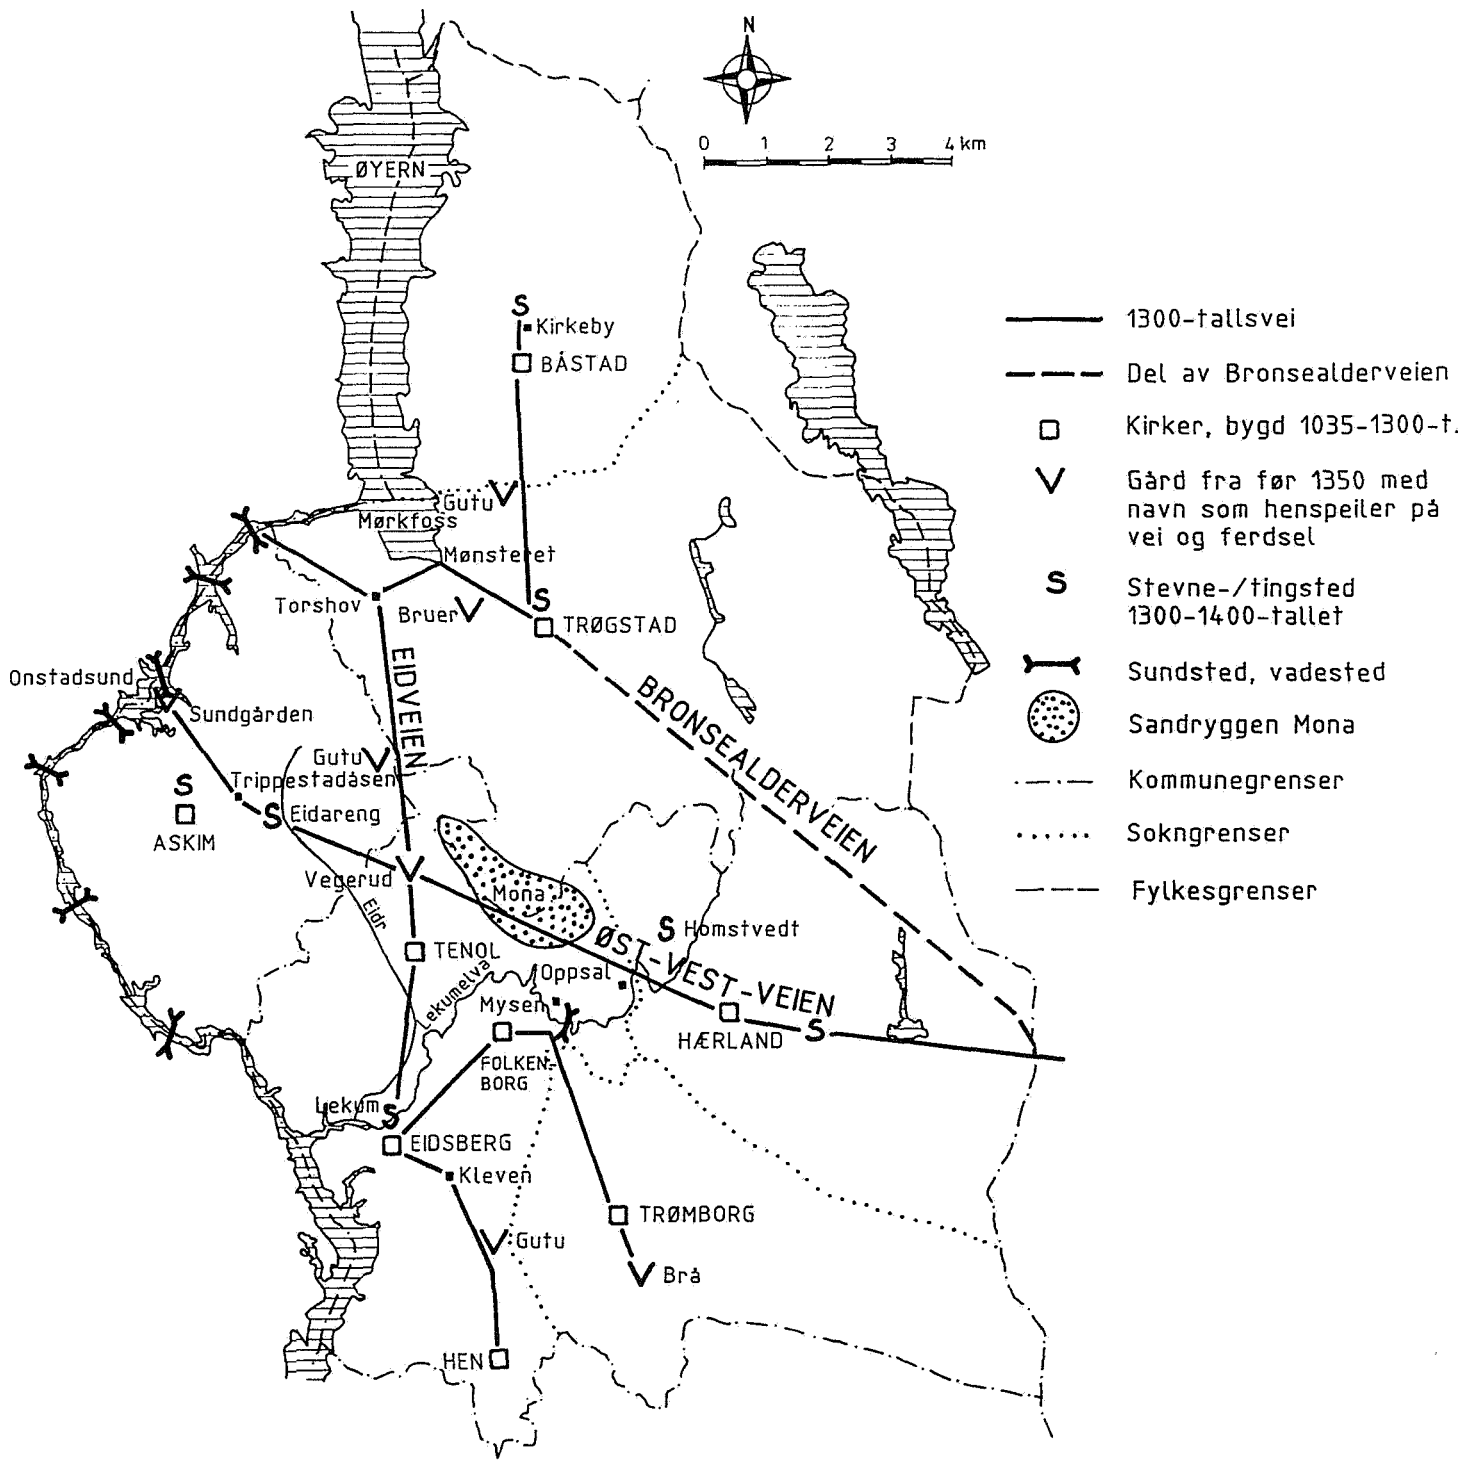 N
0 1 2 3 4 km
ØYERN
Kirkeby
BÅSTAD
1300-tallsvei
Del av Bronsealderveien
Kirker, bygd 1035-1300-t.
Gård fra før 1350 med
navn som henspeiler på
vei og ferdsel
S Stevne-/tingsted
1300-1400-tallet
Sundsted, vadested
Sandryggen Mona
Kommunegrenser
Sokngrenser
Fylkesgrenser
S
Gutu
Mørkfoss
Mønsteret
Torshov
Bruer
S
TRØGSTAD
Onstadsund
Sundgården
EIDVEIEN
BRONSEALDERVEIEN
Gutu
Trippestadåsen
S
S Eidareng
ASKIM
Vegerud
Mona
Eidr
S Homstvedt
TENOL
ØST-VEST-VEIEN
Oppsal
Lekumelva
Mysen
HÆRLAND
S
FOLKEN-
BORG
Lekum
S
EIDSBERG
Kleven
TRØMBORG
Gutu
Brå
HEN